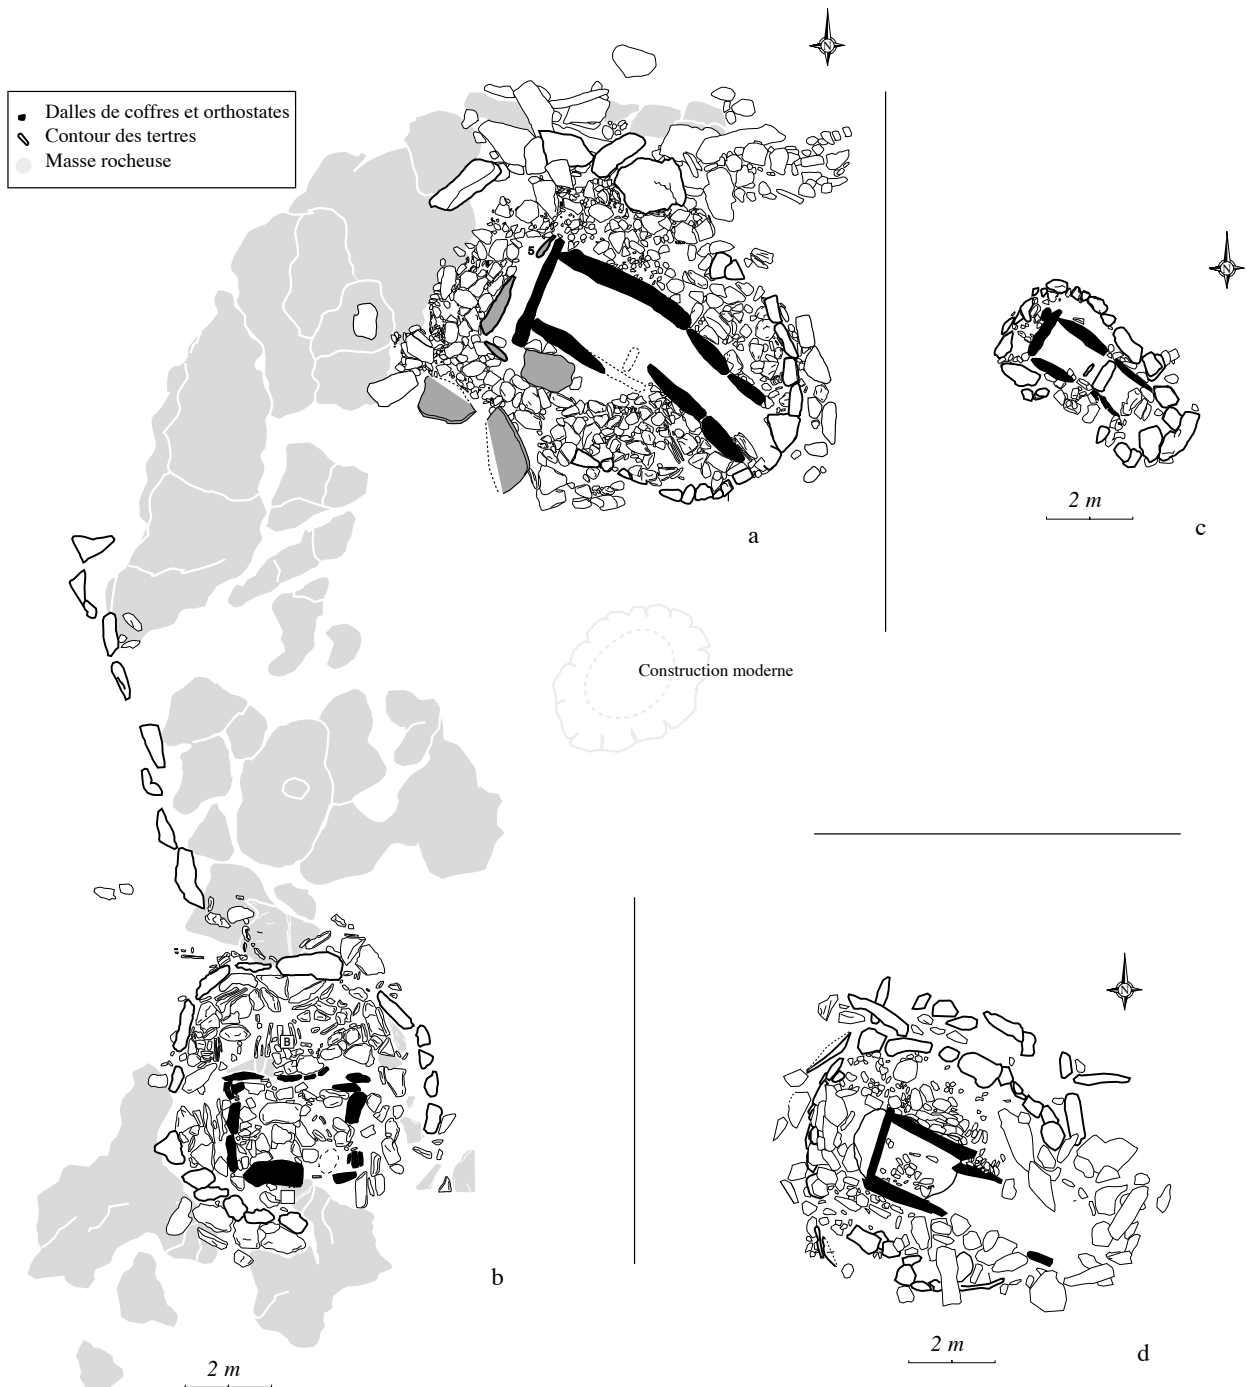 N
Dalles de coffres et orthostates
Contour des tertres
Masse rocheuse
5
N
2 m
c
a
Construction moderne
N
B
b
2 m
d
2 m